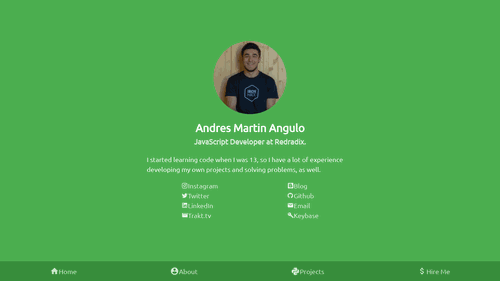 Andres Martin Angulo
JavaScript Developer at Redradix.
I started learning code when I was 13, so I have a lot of experience
developing my own projects and solving problems, as well.
Instagram
Twitter
LinkedIn
Trakt.tv
Blog
Github
Email
Keybase
Home
About
Projects
Hire Me